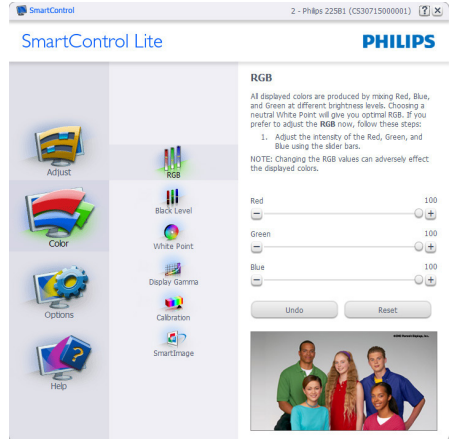 SmartControl
2 - Philips 225B1 (CS30715000001)
SmartControl Lite
PHILIPS
Adjust
Color
Options
Help
RGB
Black Level
White Point
Display Gamma
Calibration
SmartImage
RGB
All displayed colors are produced by mixing Red, Blue,
and Green at different brightness levels. Choosing a
neutral White Point will give you optimal RGB. If you
prefer to adjust the RGB now, follow these steps:
1. Adjust the intensity of the Red, Green, and
Blue using the slider bars.
NOTE: Changing the RGB values can adversely effect
the displayed colors.
Red 100
Green 100
Blue 100
Undo Reset